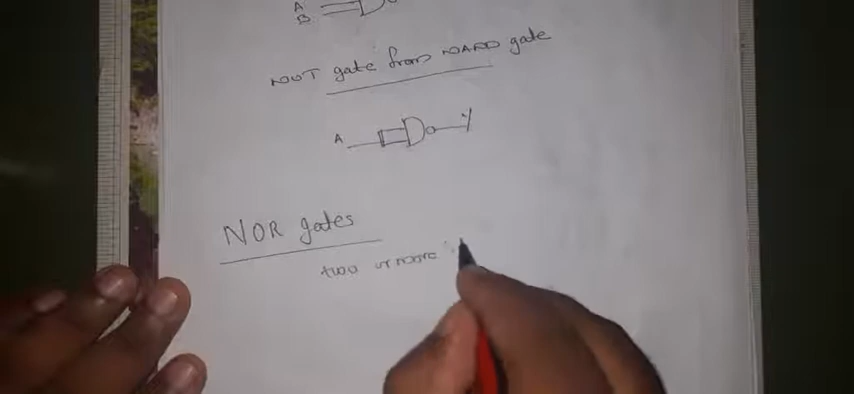 A
B
NOT gate from NAND gate
A
Y
NOR gates
two or more